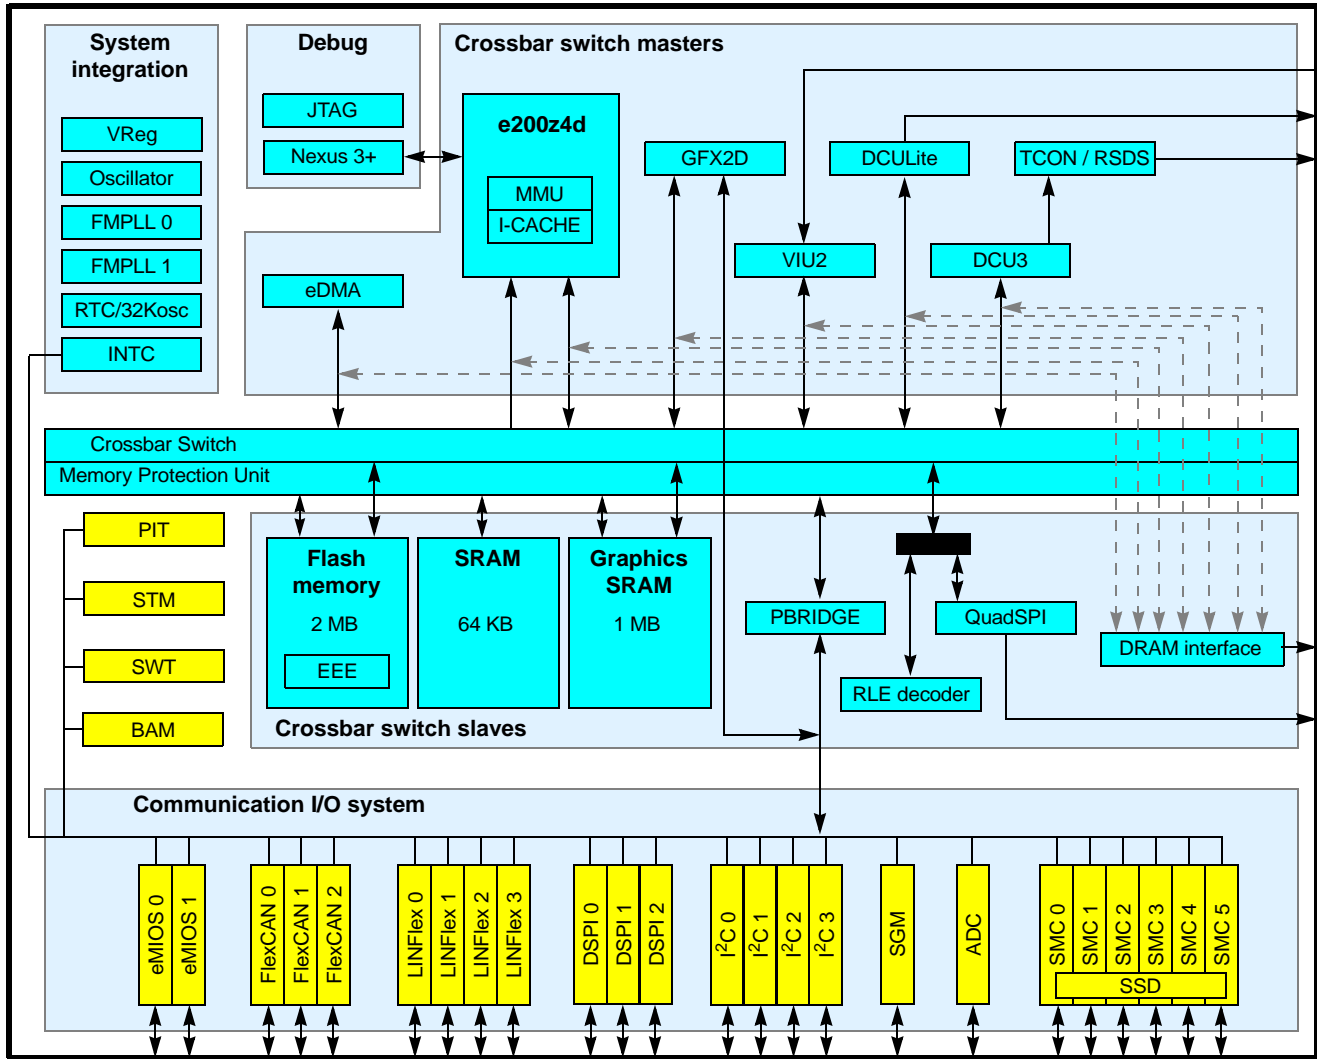 System
integration
VReg
Oscillator
FMPLL 0
FMPLL 1
RTC/32Kosc
INTC
Debug
JTAG
Nexus 3+
Crossbar switch masters
e200z4d
MMU
I-CACHE
GFX2D
DCULite
TCON / RSDS
VIU2
DCU3
eDMA
Crossbar Switch
Memory Protection Unit
PIT
STM
SWT
BAM
Flash
memory
2 MB
EEE
SRAM
64 KB
Graphics
SRAM
1 MB
PBRIDGE
QuadSPI
RLE decoder
DRAM interface
Crossbar switch slaves
Communication I/O system
eMIOS 0
eMIOS 1
FlexCAN 0
FlexCAN 1
FlexCAN 2
LINFlex 0
LINFlex 1
LINFlex 2
LINFlex 3
DSPI 0
DSPI 1
DSPI 2
I²C 0
I²C 1
I²C 2
I²C 3
SGM
ADC
SMC 0
SMC 1
SMC 2
SMC 3
SMC 4
SMC 5
SSD